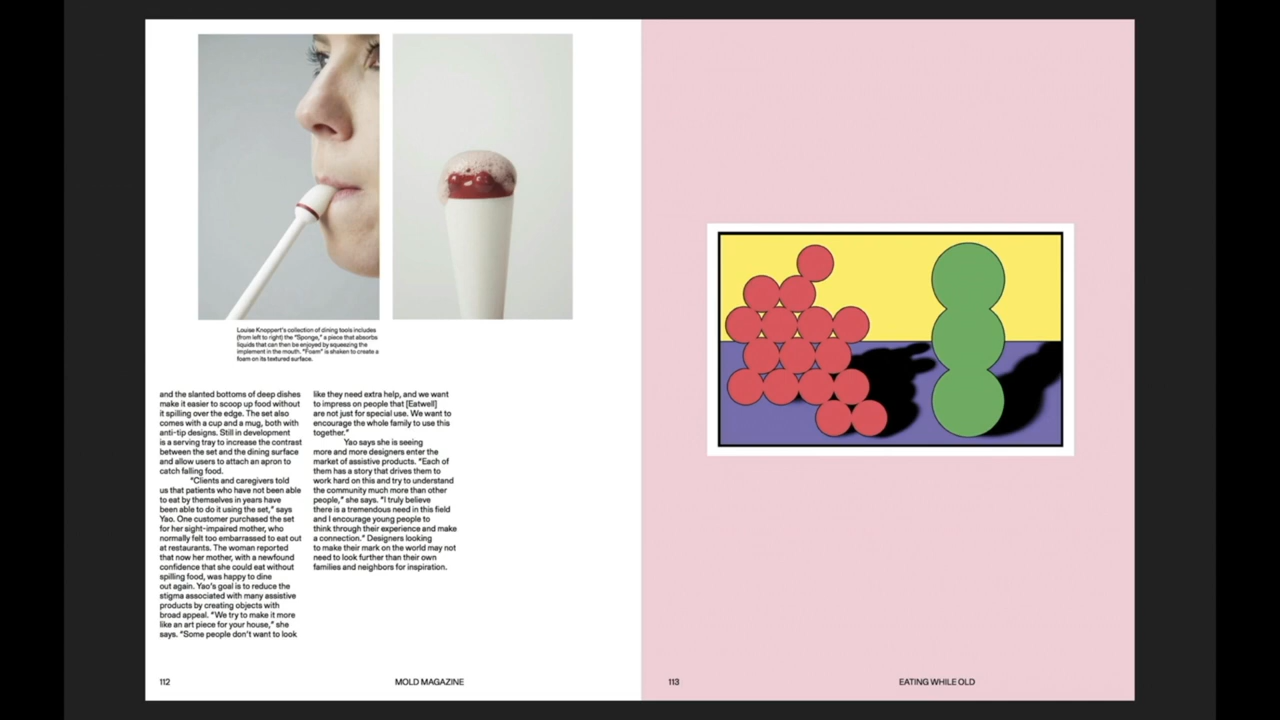 Louise Knoppert's collection of dining tools includes
(from left to right) the "Sponge," a piece that absorbs
liquids that can then be enjoyed by squeezing the
implement in the mouth. "Foam" is shaken to create a
foam on its textured surface.
and the slanted bottoms of deep dishes
make it easier to scoop up food without
it spilling over the edge. The set also
comes with a cup and a mug, both with
anti-tip designs. Still in development
is a serving tray to increase the contrast
between the set and the dining surface
and allow users to attach an apron to
catch falling food.
"Clients and caregivers told
us that patients who have not been able
to eat by themselves in years have
been able to do it using the set," says
Yao. One customer purchased the set
for her sight-impaired mother, who
normally felt too embarrassed to eat out
at restaurants. The woman reported
that now her mother, with a newfound
confidence that she could eat without
spilling food, was happy to dine
out again. Yao's goal is to reduce the
stigma associated with many assistive
products by creating objects with
broad appeal. "We try to make it more
like an art piece for your house," she
says. "Some people don't want to look
like they need extra help, and we want
to impress on people that [Eatwell]
are not just for special use. We want to
encourage the whole family to use this
together."
Yao says she is seeing
more and more designers enter the
market of assistive products. "Each of
them has a story that drives them to
work hard on this and try to understand
the community much more than other
people," she says. "I truly believe
there is a tremendous need in this field
and I encourage young people to
think through their experience and make
a connection." Designers looking
to make their mark on the world may not
need to look further than their own
families and neighbors for inspiration.
112
MOLD MAGAZINE
113
EATING WHILE OLD